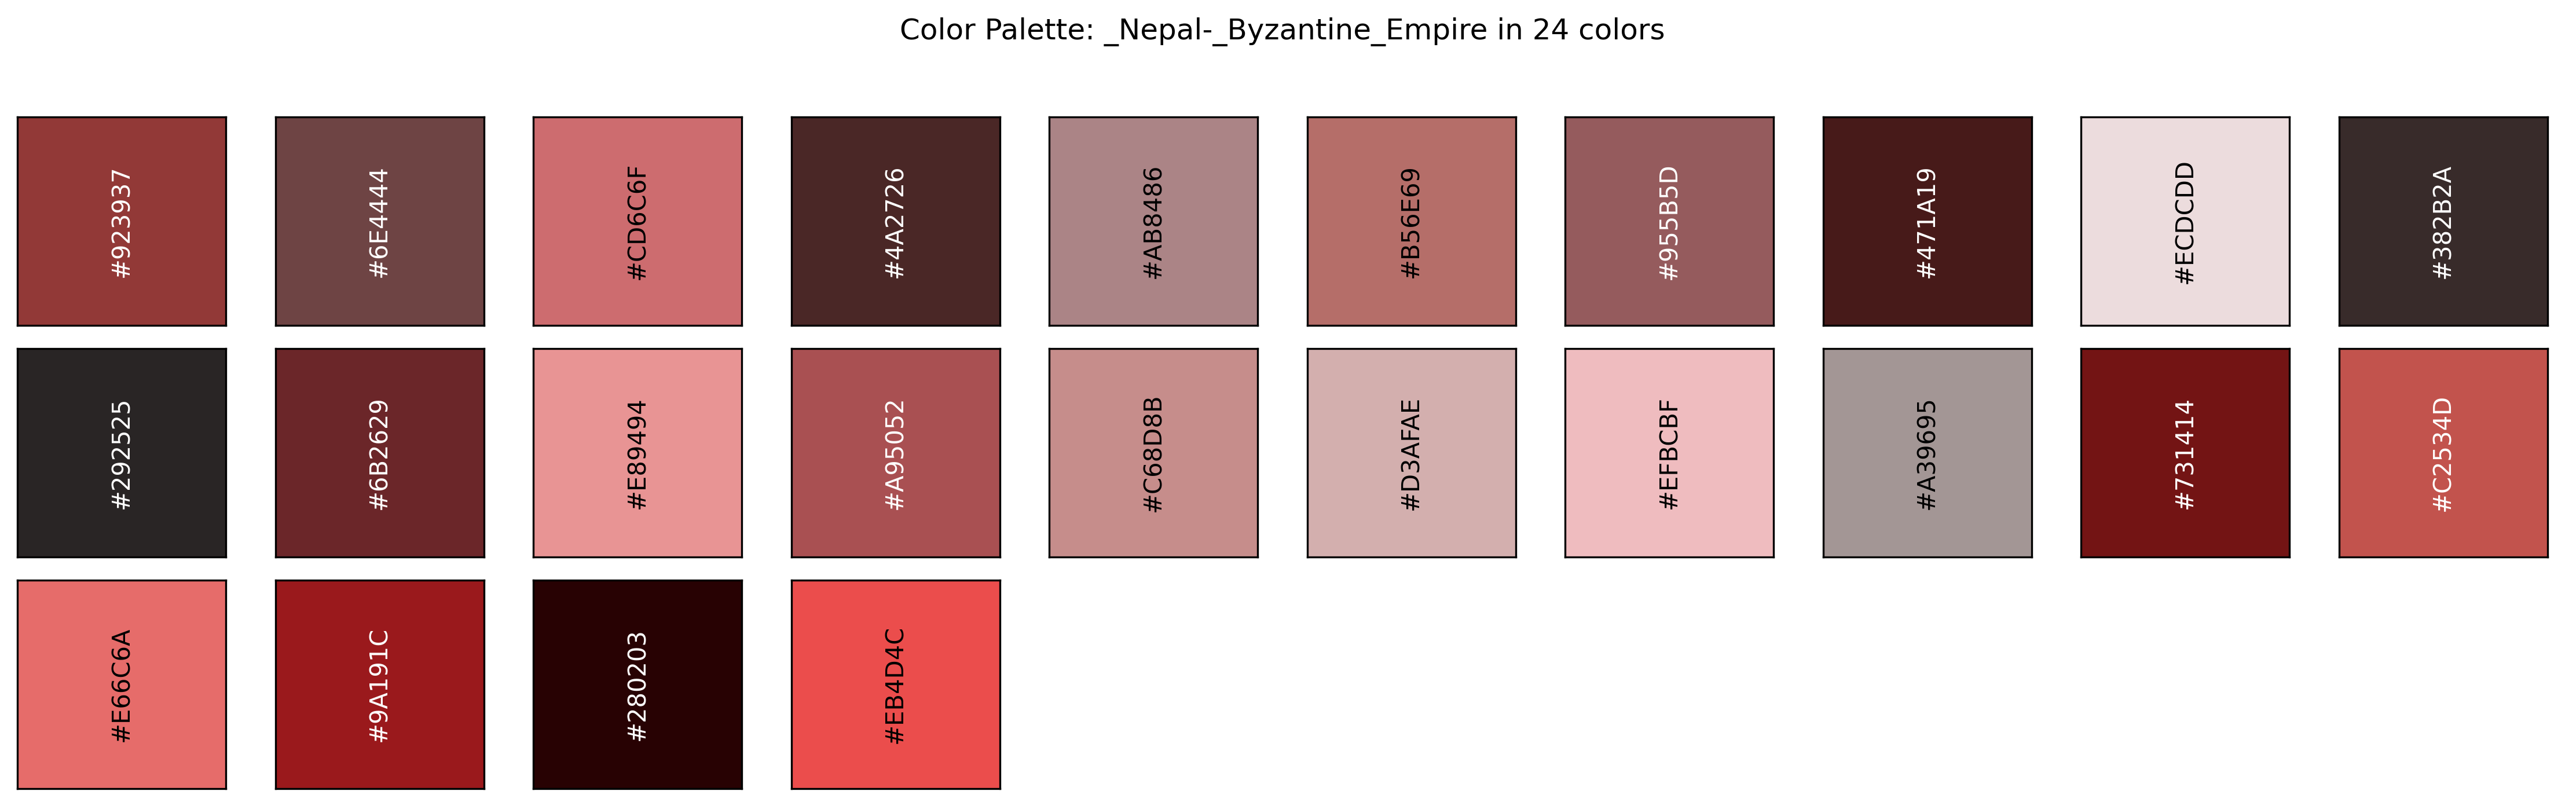 Color Palette: _Nepal-_Byzantine_Empire in 24 colors
#923937
#6E4444
#CD6C6F
#4A2726
#AB8486
#B56E69
#955B5D
#471A19
#ECDCDD
#382B2A
#292525
#6B2629
#E89494
#A95052
#C68D8B
#D3AFAE
#EFBCBF
#A39695
#731414
#C2534D
#E66C6A
#9A191C
#280203
#EB4D4C